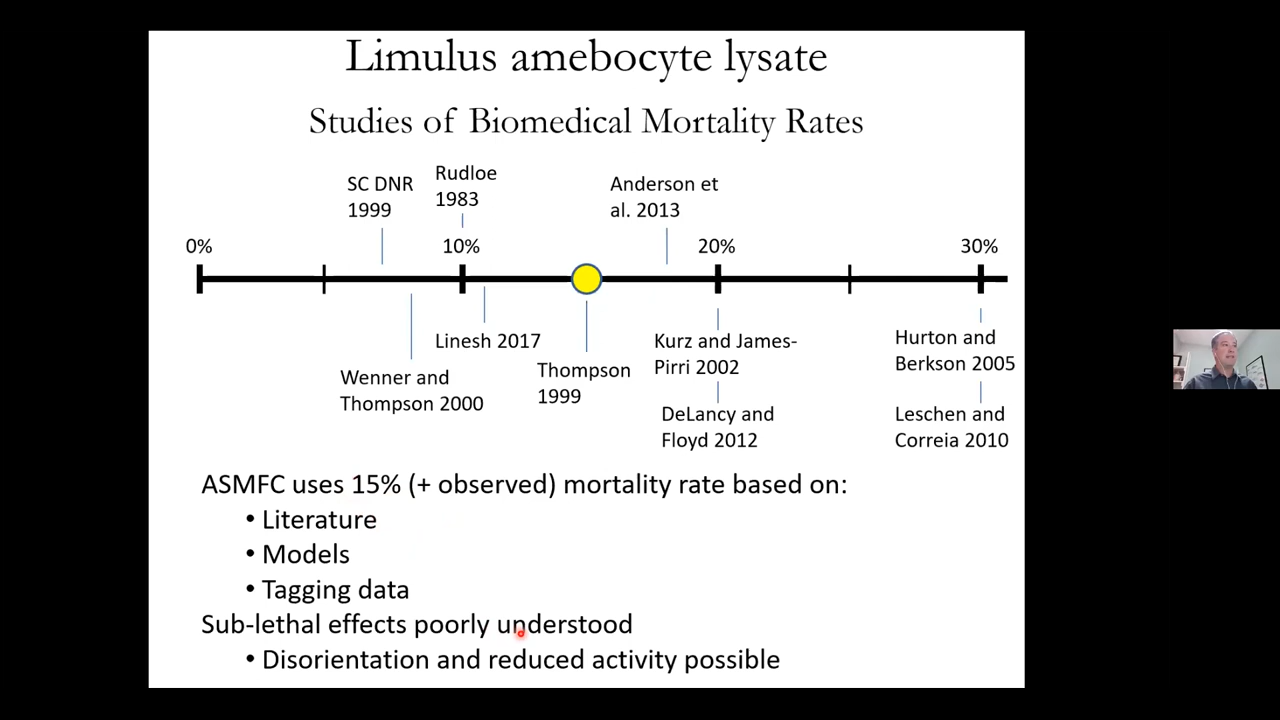 Limulus amebocyte lysate
Studies of Biomedical Mortality Rates
SC DNR
1999
Rudloe
1983
Anderson et
al. 2013
0%
10%
20%
30%
Wenner and
Thompson 2000
Linesh 2017
Thompson
1999
Kurz and James-
Pirri 2002
DeLancy and
Floyd 2012
Hurton and
Berkson 2005
Leschen and
Correia 2010
ASMFC uses 15% (+ observed) mortality rate based on:
• Literature
• Models
• Tagging data
Sub-lethal effects poorly understood
• Disorientation and reduced activity possible